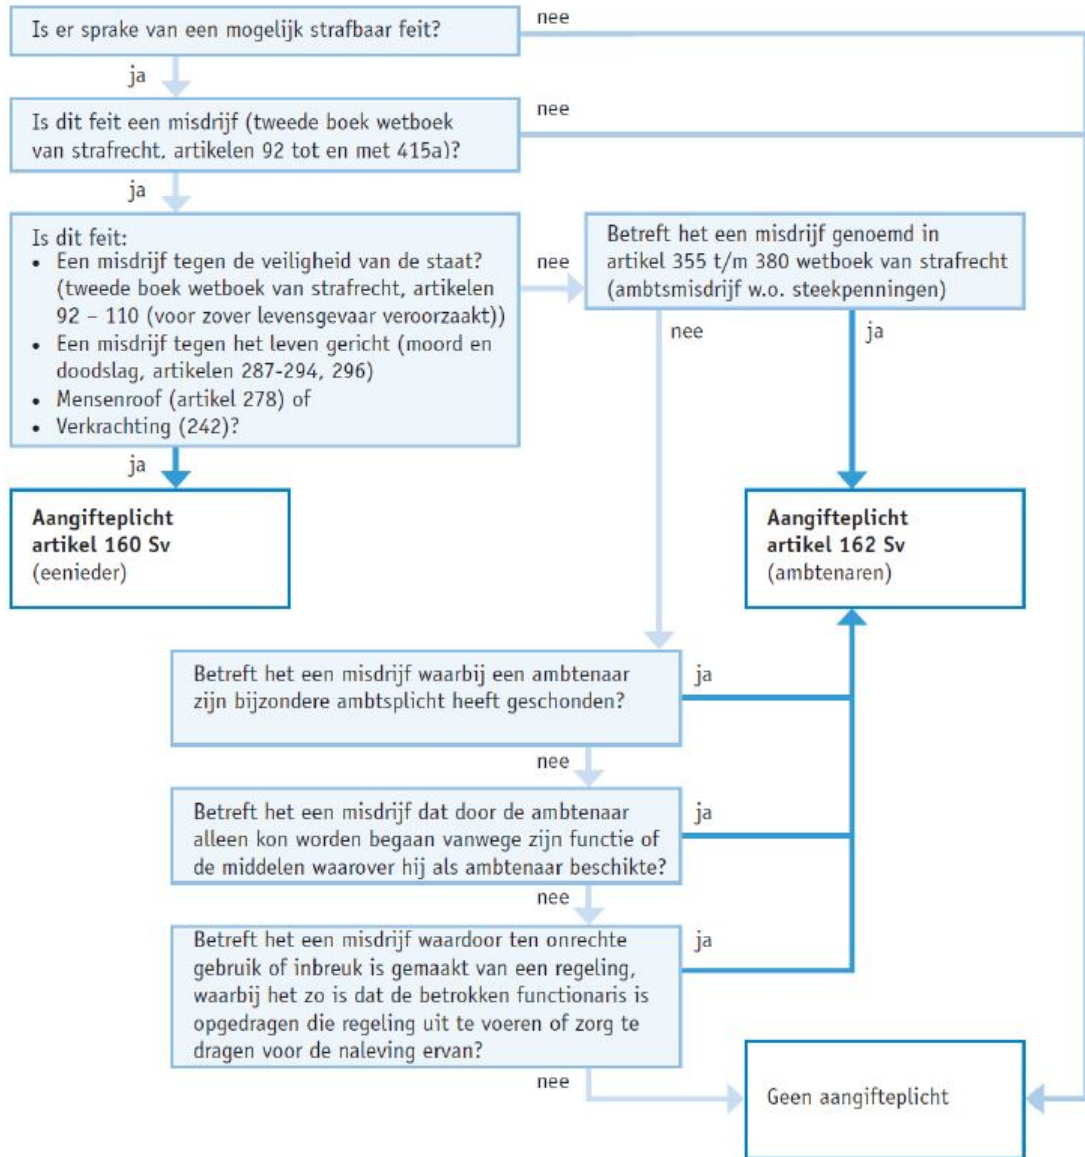 Is er sprake van een mogelijk strafbaar feit?
nee
ja
Is dit feit een misdrijf (tweede boek wetboek
van strafrecht, artikelen 92 tot en met 415a)?
nee
ja
Is dit feit:
• Een misdrijf tegen de veiligheid van de staat?
(tweede boek wetboek van strafrecht, artikelen
92 – 110 (voor zover levensgevaar veroorzaakt))
• Een misdrijf tegen het leven gericht (moord en
doodslag, artikelen 287-294, 296)
• Mensenroof (artikel 278) of
• Verkrachting (242)?
nee
Betreft het een misdrijf genoemd in
artikel 355 t/m 380 wetboek van strafrecht
(ambtsmisdrijf w.o. steekpenningen)
nee
ja
ja
Aangifteplicht
artikel 160 Sv
(eenieder)
Aangifteplicht
artikel 162 Sv
(ambtenaren)
Betreft het een misdrijf waarbij een ambtenaar
zijn bijzondere ambtsplicht heeft geschonden?
ja
nee
Betreft het een misdrijf dat door de ambtenaar
alleen kon worden begaan vanwege zijn functie of
de middelen waarover hij als ambtenaar beschikte?
ja
nee
Betreft het een misdrijf waardoor ten onrechte
gebruik of inbreuk is gemaakt van een regeling,
waarbij het zo is dat de betrokken functionaris is
opgedragen die regeling uit te voeren of zorg te
dragen voor de naleving ervan?
ja
nee
Geen aangifteplicht